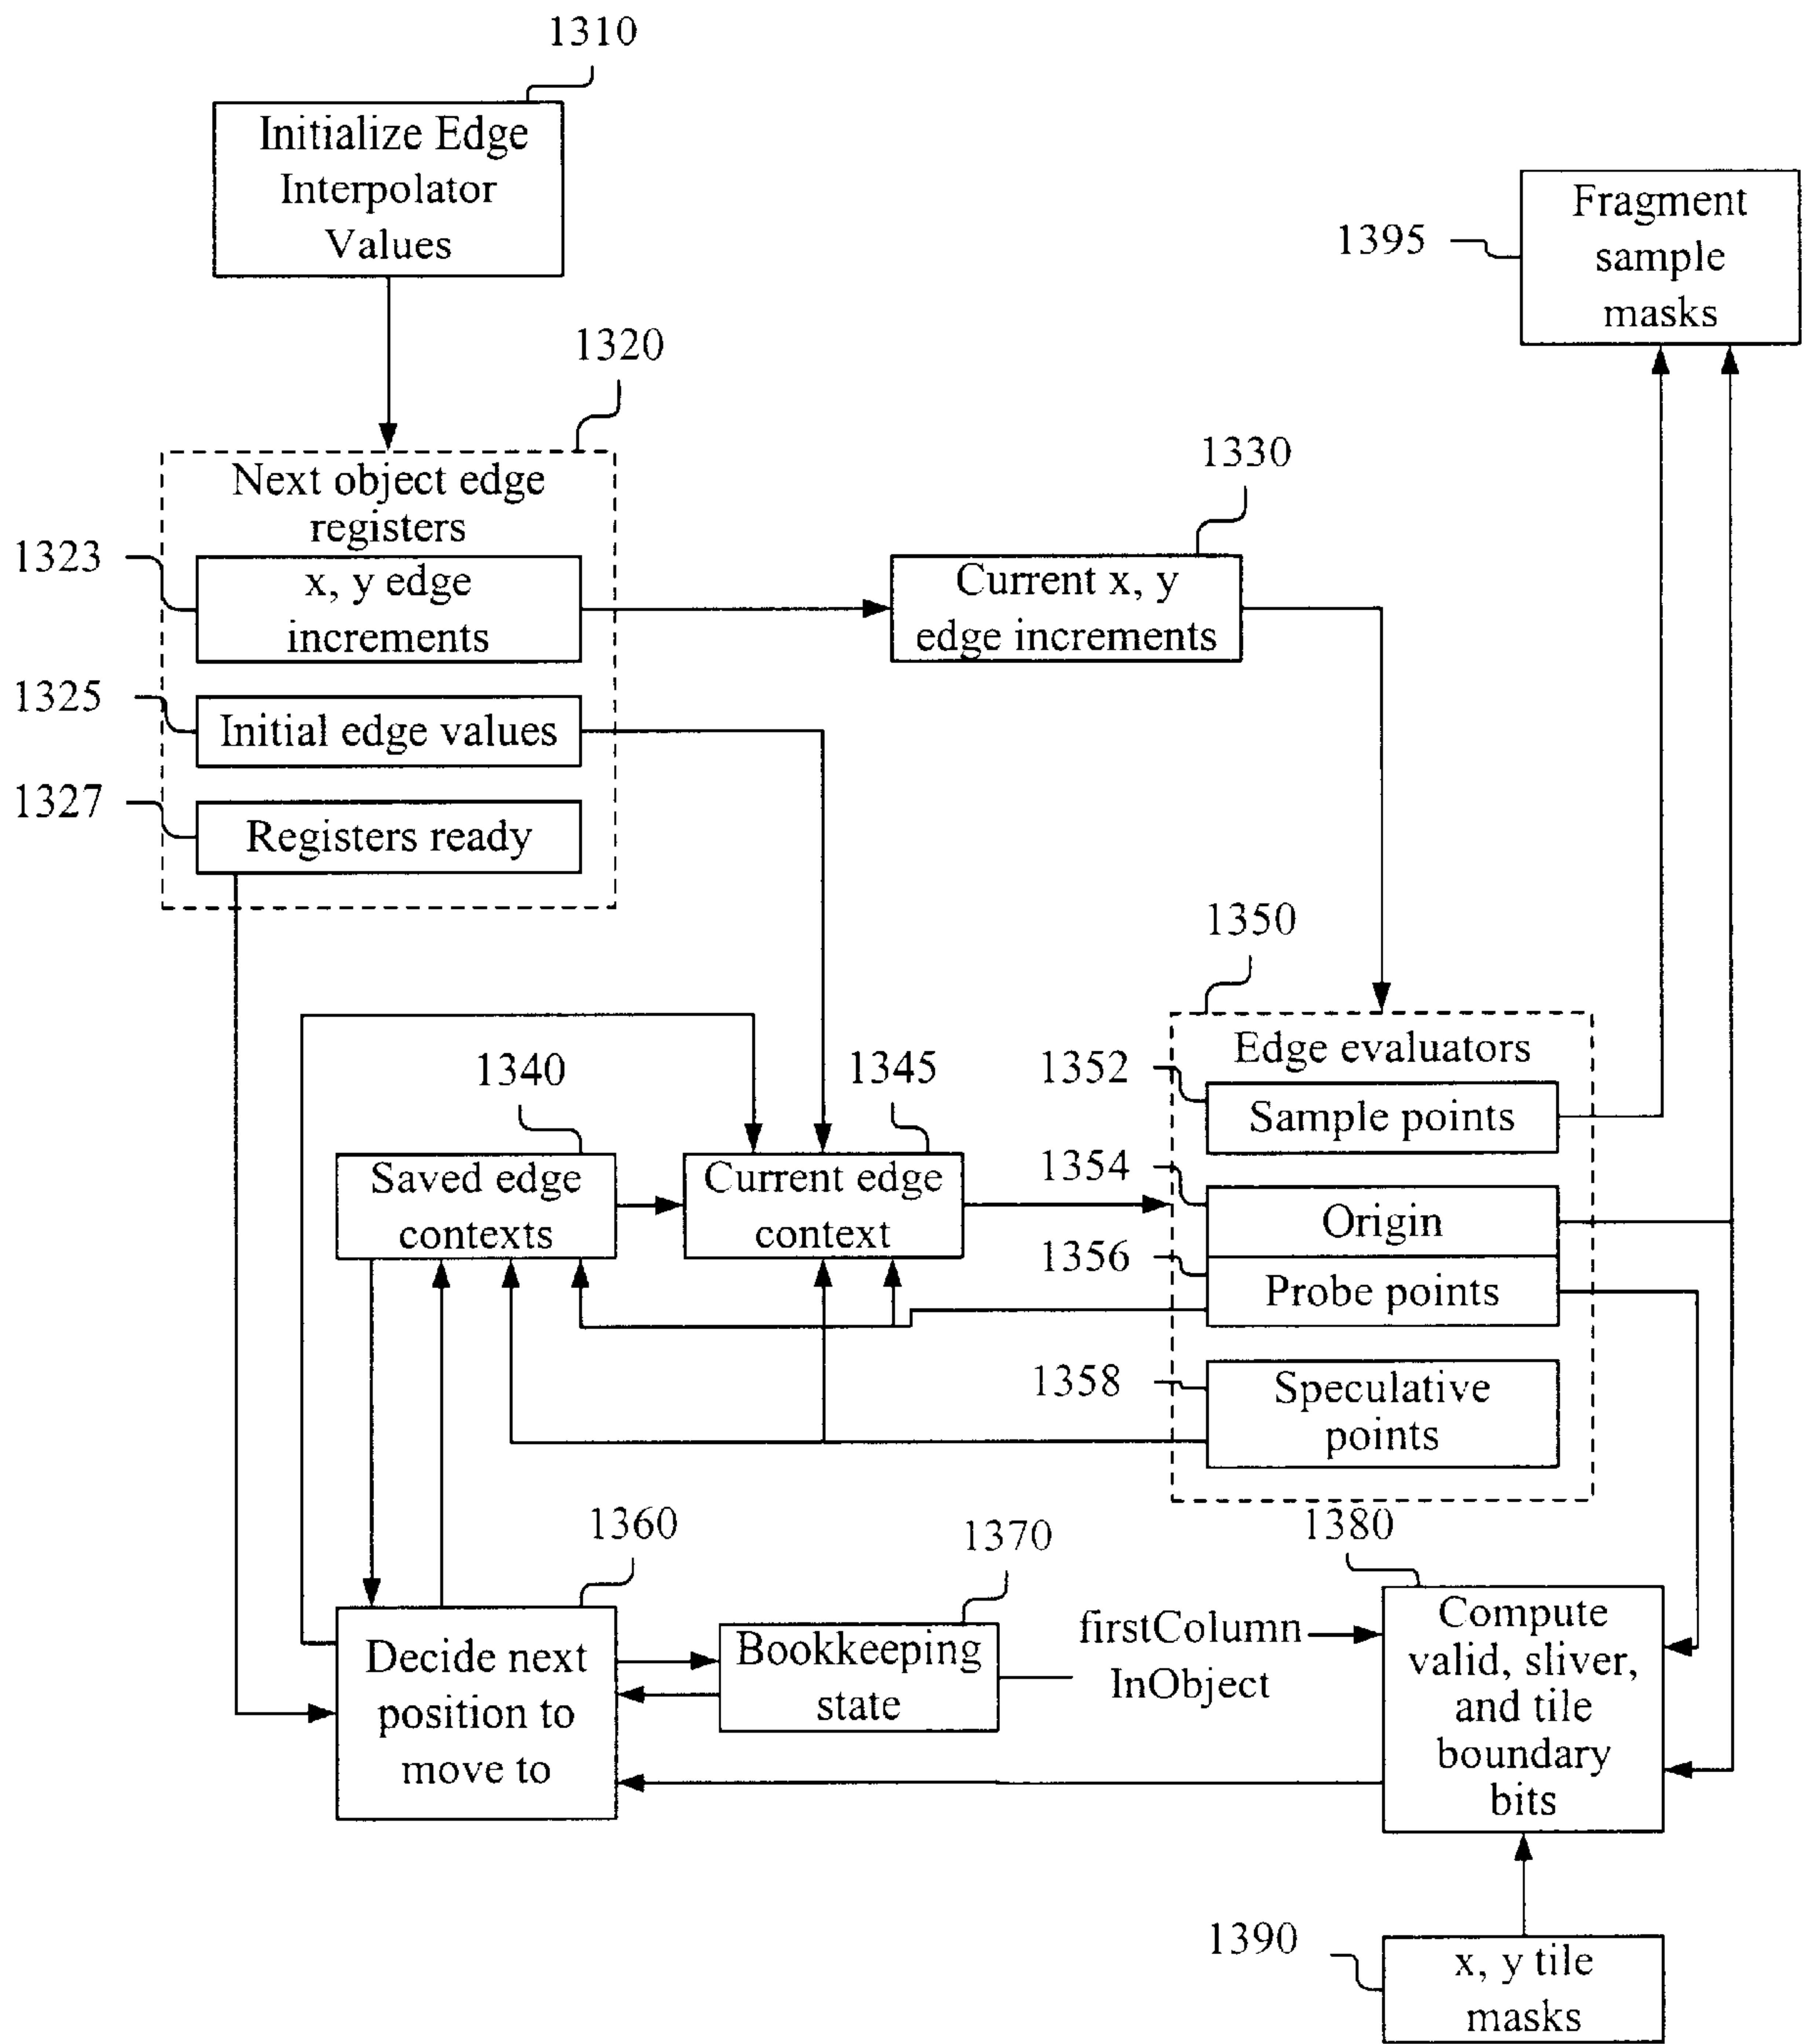 1310
Initialize Edge
Interpolator
Values
Fragment
sample
masks
1395
1320
Next object edge
registers
1323
x, y edge
increments
1330
Current x, y
edge increments
1325
Initial edge values
1327
Registers ready
1350
Edge evaluators
1352
Sample points
1340
Saved edge
contexts
1345
Current edge
context
1354
Origin
1356
Probe points
1358
Speculative
points
1360
Decide next
position to
move to
1370
Bookkeeping
state
firstColumn
InObject
1380
Compute
valid, sliver,
and tile
boundary
bits
1390
x, y tile
masks